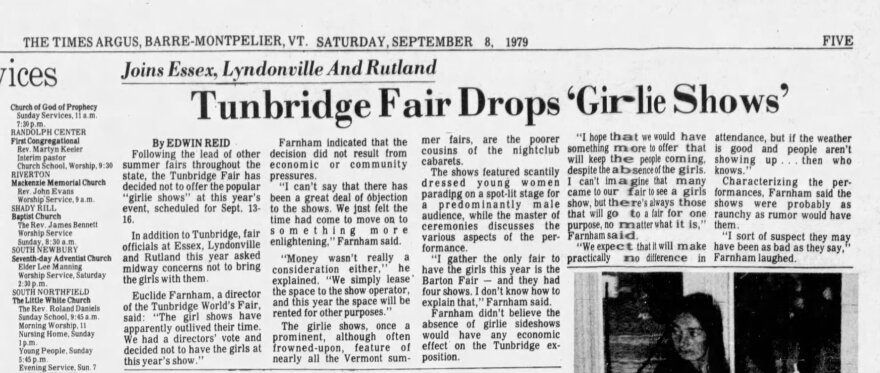 THE TIMES ARGUS, BARRE-MONTPELIER, VT. SATURDAY, SEPTEMBER 8, 1979
FIVE
vices
Church of God of Prophecy
Sunday Services, 11 a.m.
7:30 p.m.
RANDOLPH CENTER
First Congregational
Rev. Martyn Keeler
Interim pastor
Church School, Worship, 9:30
RIVERTON
Mackenzie Memorial Church
Rev. John Evans
Worship Service, 9 a.m.
SHADY RILL
Baptist Church
The Rev. James Bennett
Worship Service
Sunday, 8:30 a.m.
SOUTH NEWBURY
Seventh-day Adventist Church
Elder Lee Manning
Worship Service, Saturday
2:30 p.m.
SOUTH NORTHFIELD
The Little White Church
The Rev. Roland Daniels
Sunday School, 9:45 a.m.
Morning Worship, 11
Nursing Home, Sunday
1 p.m.
Young People, Sunday
5:45 p.m.
Evening Service, Sun. 7
Joins Essex, Lyndonville And Rutland
Tunbridge Fair Drops 'Girlie Shows'
By EDWIN REID
Following the lead of other
summer fairs throughout the
state, the Tunbridge Fair has
decided not to offer the popular
"girlie shows" at this year's
event, scheduled for Sept. 13-
16.
In addition to Tunbridge, fair
officials at Essex, Lyndonville
and Rutland this year asked
midway concerns not to bring
the girls with them.
Euclide Farnham, a director
of the Tunbridge World's Fair,
said: "The girl shows have
apparently outlived their time.
We had a directors' vote and
decided not to have the girls at
this year's show."
Farnham indicated that the
decision did not result from
economic or community
pressures.
"I can't say that there has
been a great deal of objection
to the shows. We just felt the
time had come to move on to
something more
enlightening," Farnham said.
"Money wasn't really a
consideration either," he
explained. "We simply lease
the space to the show operator,
and this year the space will be
rented for other purposes."
The girlie shows, once a
prominent, although often
frowned-upon, feature of
nearly all the Vermont sum-
mer fairs, are the poorer
cousins of the nightclub
cabarets.
The shows featured scantily
dressed young women
parading on a spot-lit stage for
a predominantly male
audience, while the master of
ceremonies discusses the
various aspects of the per-
formance.
"I gather the only fair to
have the girls this year is the
Barton Fair — and they had
four shows. I don't know how to
explain that," Farnham said.
Farnham didn't believe the
absence of girlie sideshows
would have any economic
effect on the Tunbridge ex-
position.
"I hope that we would have
something more to offer that
will keep the people coming,
despite the absence of the girls.
I can't imagine that many
came to our fair to see a girls
show, but there's always those
that will go to a fair for one
purpose, no matter what it is,"
Farnham said.
"We expect that it will make
practically no difference in
attendance, but if the weather
is good and people aren't
showing up . . . then who
knows."
Characterizing the per-
formances, Farnham said the
shows were probably as
raunchy as rumor would have
them.
"I sort of suspect they may
have been as bad as they say,"
Farnham laughed.